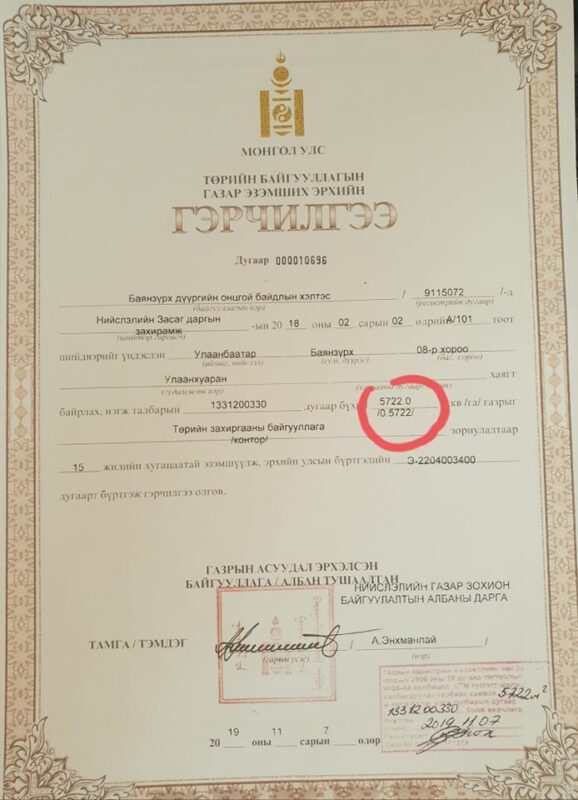 МОНГОЛ УЛС
ТӨРИЙН БАЙГУУЛЛАГЫН
ГАЗАР ЭЗЭМШИХ ЭРХИЙН
ГЭРЧИЛГЭЭ
Дугаар 000010696
Баянзүрх дүүргийн онцгой байдлын хэлтэс / 9115072 /-д
(байгууллагын нэр) (регистрийн дугаар)
Нийслэлийн Засаг даргын захирамж -ын 2018 оны 02 сарын 02 өдрийн А/101 тоот
(шийдвэр гаргагч)
шийдвэрийг үндэслэн Улаанбаатар Баянзүрх 08-р хороо
(аймаг, нийслэл) (сум, дүүрэг) (баг, хороо)
Улаанхуаран хаягт
(гудамжны нэр)
байрлах, нэгж талбарын 1331200330 дугаар бүхий 5722.0 /0.5722/ кв /га/ газрыг
Төрийн захиргааны байгууллага /контор/ зориулалтаар
15 жилийн хугацаатай эзэмшүүлж, эрхийн улсын бүртгэлийн Э-2204003400
дугаарт бүртгэж гэрчилгээ олгов.
ГАЗРЫН АСУУДАЛ ЭРХЭЛСЭН
БАЙГУУЛЛАГА / АЛБАН ТУШААЛТАН
НИЙСЛЭЛИЙН ГАЗАР ЗОХИОН
БАЙГУУЛАЛТЫН АЛБАНЫ ДАРГА
ТАМГА / ТЭМДЭГ / А.Энхманлай /
(гарын үсэг) (нэр)
5722м²
1331200330
2019.11.07
2019 оны 11 сарын 7 өдөр